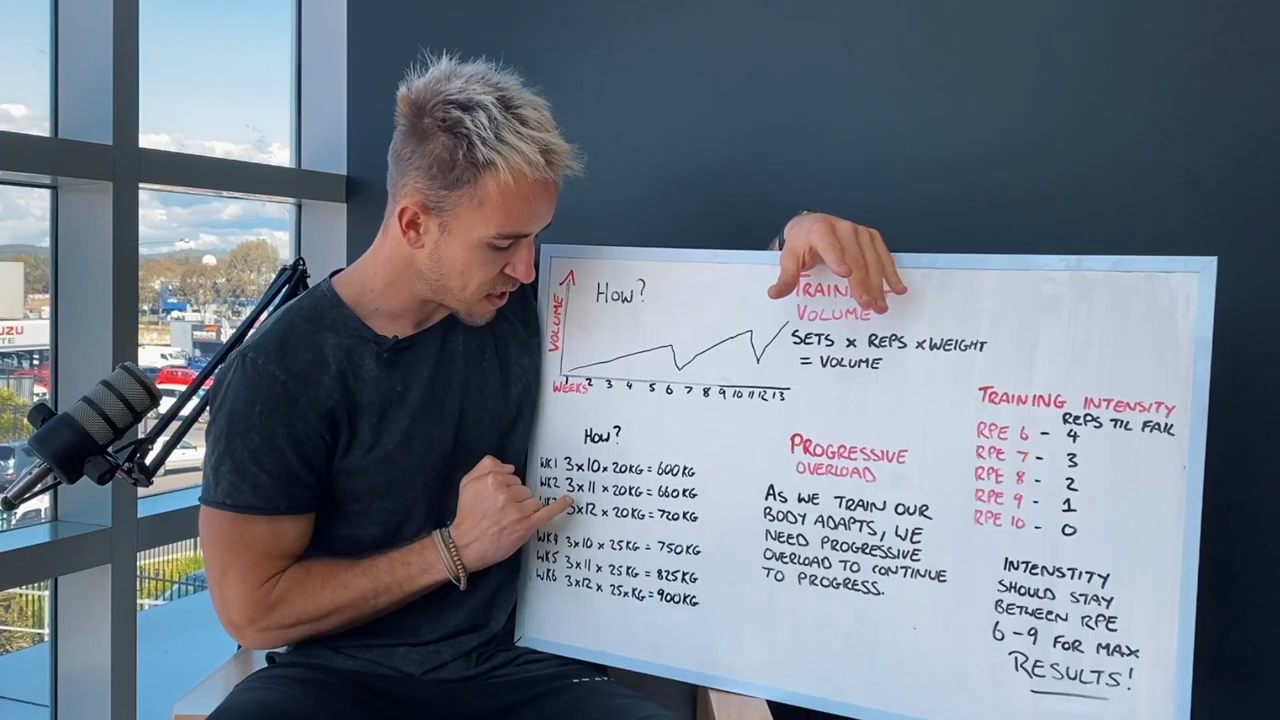 How?
VOLUME
WEEKS 2 3 4 5 6 7 8 9 10 11 12 13
TRAINING
VOLUME
SETS x REPS x WEIGHT
= VOLUME
How?
WK1 3x10 x 20KG = 600KG
WK2 3x11 x 20KG = 660KG
3x12 x 20KG = 720KG
WK4 3x10 x 25KG = 750KG
WK5 3x11 x 25KG = 825KG
WK6 3x12 x 25KG = 900KG
PROGRESSIVE
OVERLOAD
AS WE TRAIN OUR
BODY ADAPTS, WE
NEED PROGRESSIVE
OVERLOAD TO CONTINUE
TO PROGRESS.
TRAINING INTENSITY
REPS TIL FAIL
RPE 6 - 4
RPE 7 - 3
RPE 8 - 2
RPE 9 - 1
RPE 10 - 0
INTENSTITY
SHOULD STAY
BETWEEN RPE
6-9 FOR MAX
RESULTS!